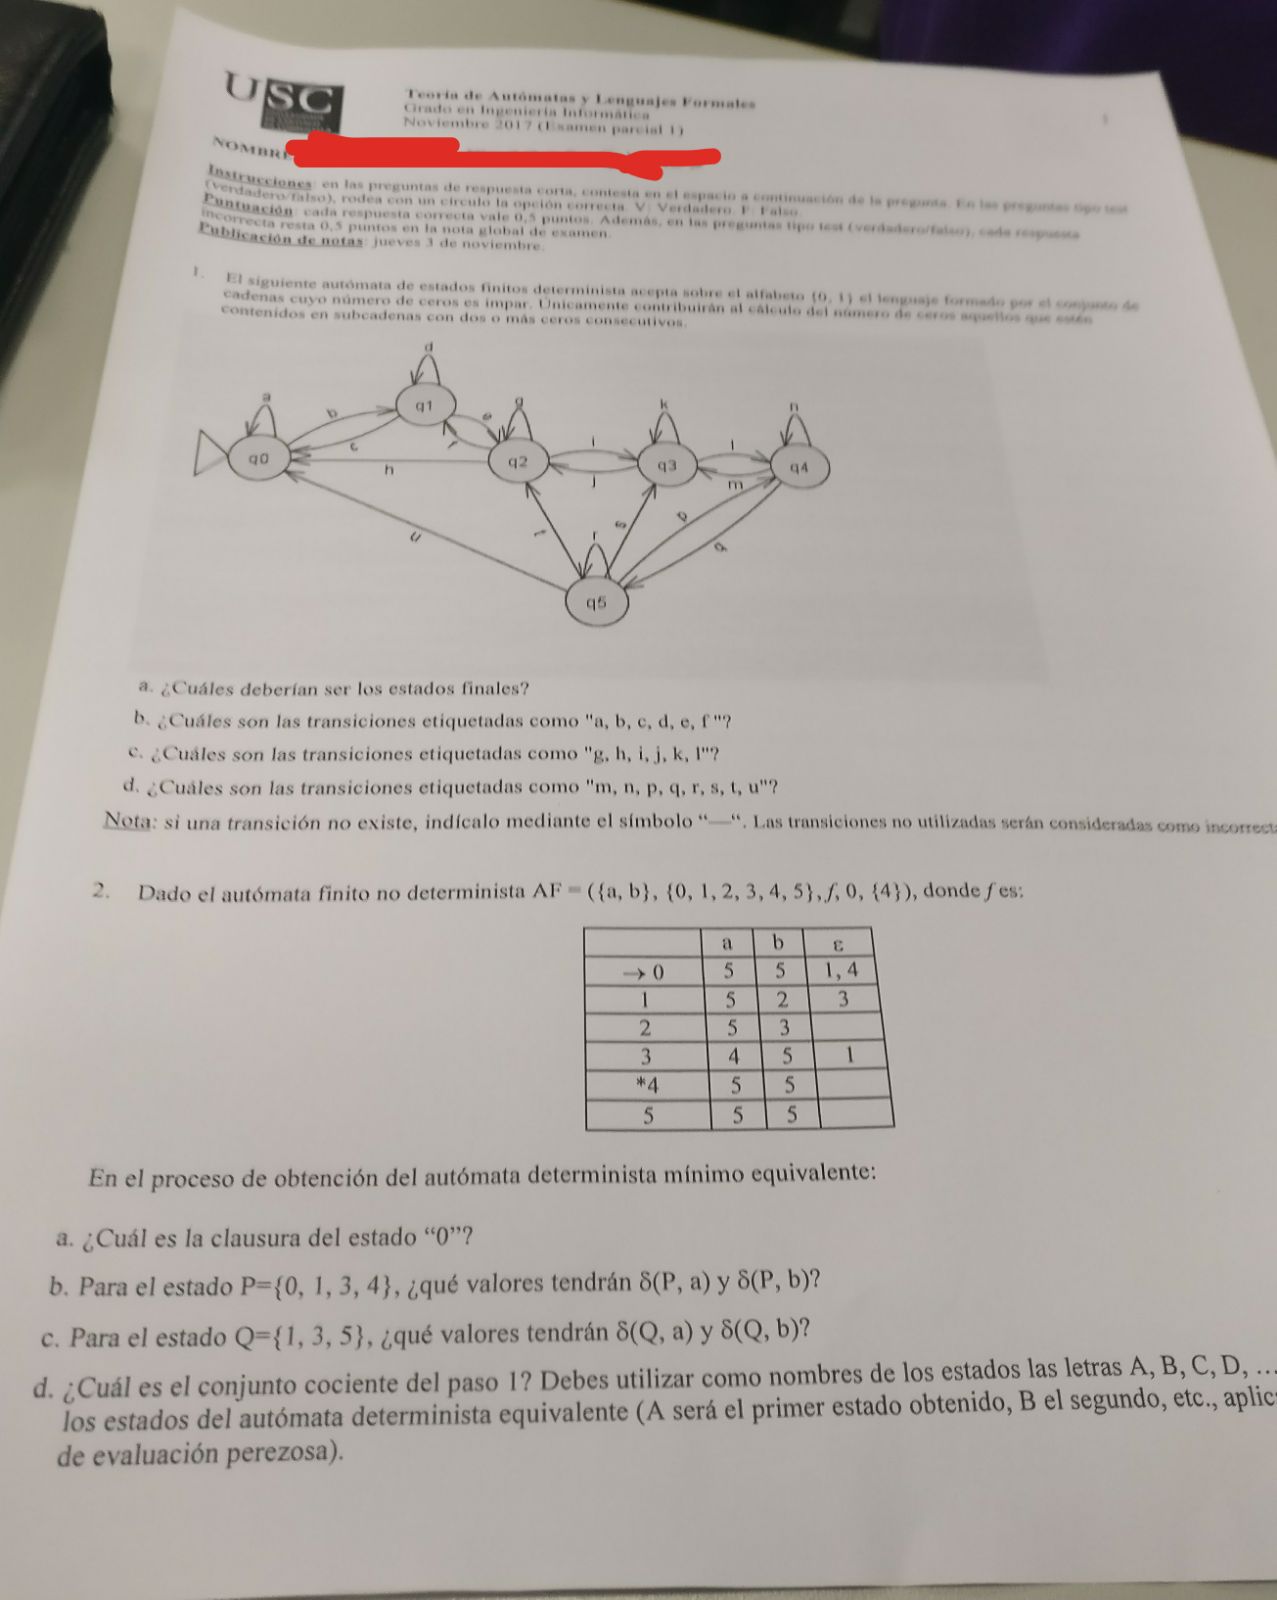 USC
Teoría de Autómatas y Lenguajes Formales
Grado en Ingeniería Informática
Noviembre 2017 (Examen parcial 1)
1
NOMBRE
Instrucciones: en las preguntas de respuesta corta, contesta en el espacio a continuación de la pregunta. En las preguntas tipo test
(verdadero/falso), rodea con un círculo la opción correcta. V: Verdadero. F: Falso.
Puntuación: cada respuesta correcta vale 0,5 puntos. Además, en las preguntas tipo test (verdadero/falso), cada respuesta
incorrecta resta 0,5 puntos en la nota global de examen.
Publicación de notas: jueves 3 de noviembre.
1. El siguiente autómata de estados finitos determinista acepta sobre el alfabeto {0, 1} el lenguaje formado por el conjunto de
cadenas cuyo número de ceros es impar. Únicamente contribuirán al cálculo del número de ceros aquellos que estén
contenidos en subcadenas con dos o más ceros consecutivos.
d
a b q1 e g k n
c f i l
q0 h q2 j q3 m q4
u t s p q
r
q5
a. ¿Cuáles deberían ser los estados finales?
b. ¿Cuáles son las transiciones etiquetadas como "a, b, c, d, e, f "?
c. ¿Cuáles son las transiciones etiquetadas como "g, h, i, j, k, l"?
d. ¿Cuáles son las transiciones etiquetadas como "m, n, p, q, r, s, t, u"?
Nota: si una transición no existe, indícalo mediante el símbolo “—“. Las transiciones no utilizadas serán consideradas como incorrect
2. Dado el autómata finito no determinista AF = ({a, b}, {0, 1, 2, 3, 4, 5}, f, 0, {4}), donde f es:
a b ε
→ 0 5 5 1, 4
1 5 2 3
2 5 3
3 4 5 1
*4 5 5
5 5 5
En el proceso de obtención del autómata determinista mínimo equivalente:
a. ¿Cuál es la clausura del estado “0”?
b. Para el estado P={0, 1, 3, 4}, ¿qué valores tendrán δ(P, a) y δ(P, b)?
c. Para el estado Q={1, 3, 5}, ¿qué valores tendrán δ(Q, a) y δ(Q, b)?
d. ¿Cuál es el conjunto cociente del paso 1? Debes utilizar como nombres de los estados las letras A, B, C, D, …
los estados del autómata determinista equivalente (A será el primer estado obtenido, B el segundo, etc., aplic
de evaluación perezosa).